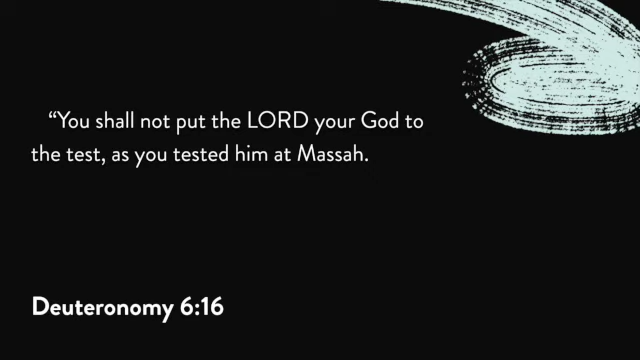 “You shall not put the LORD your God to
the test, as you tested him at Massah.
Deuteronomy 6:16